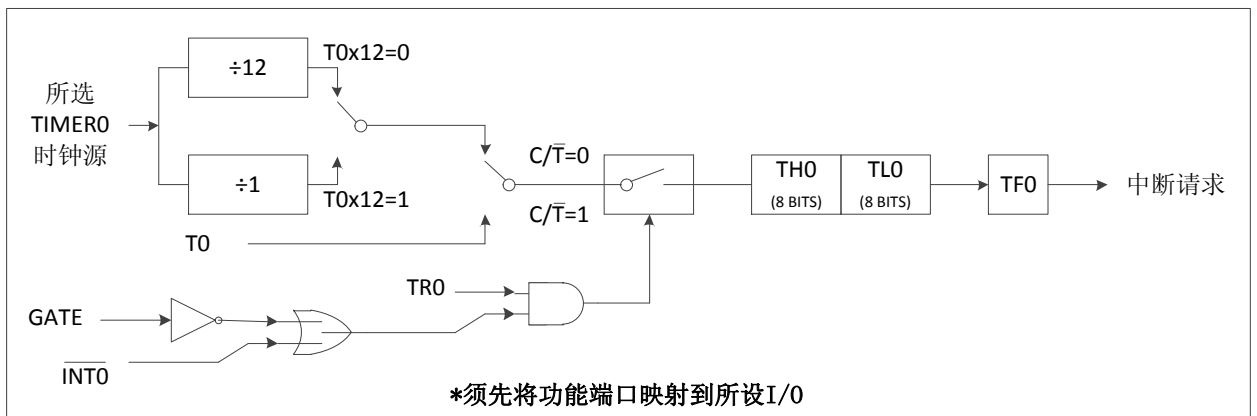 ÷12
T0x12=0
所选
TIMER0
时钟源
÷1
T0x12=1
C/T̅=0
C/T̅=1
TH0
(8 BITS)
TL0
(8 BITS)
TF0
中断请求
T0
TR0
GATE
I̅N̅T̅0̅
*须先将功能端口映射到所设I/0